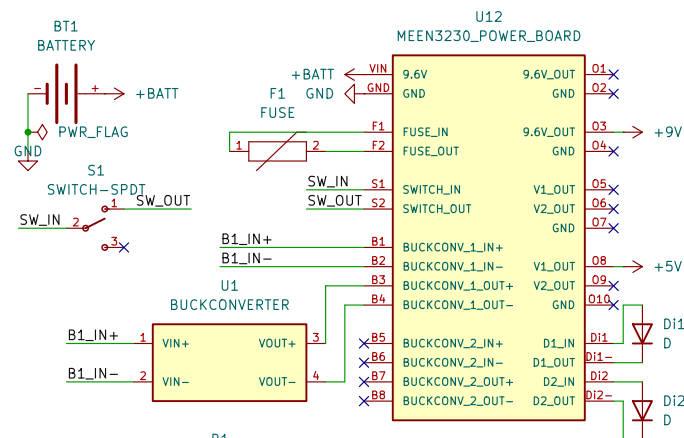 BT1
BATTERY
-
+
+BATT
PWR_FLAG
GND
S1
SWITCH-SPDT
1
SW_OUT
SW_IN
2
3
F1
FUSE
1
2
SW_IN
SW_OUT
B1_IN+
B1_IN-
U1
BUCKCONVERTER
B1_IN+
1
VIN+
VOUT+
3
B1_IN-
2
VIN-
VOUT-
4
U12
MEEN3230_POWER_BOARD
+BATT
VIN
9.6V
9.6V_OUT
O1
GND
GND
GND
GND
O2
F1
FUSE_IN
9.6V_OUT
O3
+9V
F2
FUSE_OUT
GND
O4
S1
SWITCH_IN
V1_OUT
O5
S2
SWITCH_OUT
V2_OUT
O6
GND
O7
B1
BUCKCONV_1_IN+
B2
BUCKCONV_1_IN-
V1_OUT
O8
+5V
B3
BUCKCONV_1_OUT+
V2_OUT
O9
B4
BUCKCONV_1_OUT-
GND
O10
B5
BUCKCONV_2_IN+
D1_IN
Di1
B6
BUCKCONV_2_IN-
D1_OUT
Di1-
B7
BUCKCONV_2_OUT+
D2_IN
Di2
B8
BUCKCONV_2_OUT-
D2_OUT
Di2-
Di1
D
Di2
D